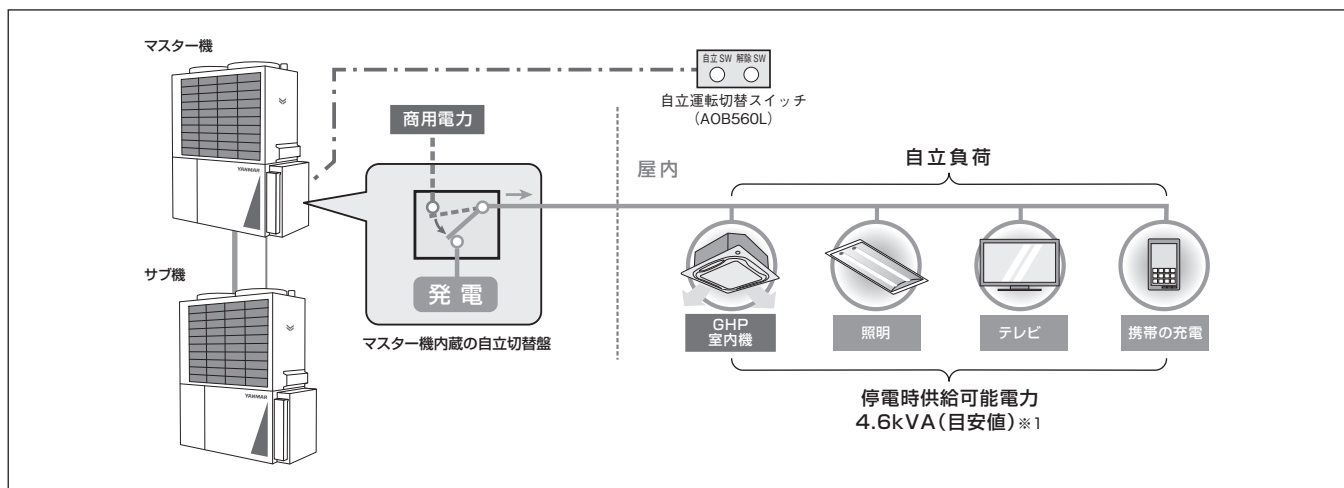 マスター機
YANMAR
サブ機
YANMAR
商用電力
発電
マスター機内蔵の自立切替盤
自立SW 解除SW
自立運転切替スイッチ
(AOB560L)
屋内
自立負荷
GHP
室内機
照明
テレビ
携帯の充電
停電時供給可能電力
4.6kVA(目安値)※1